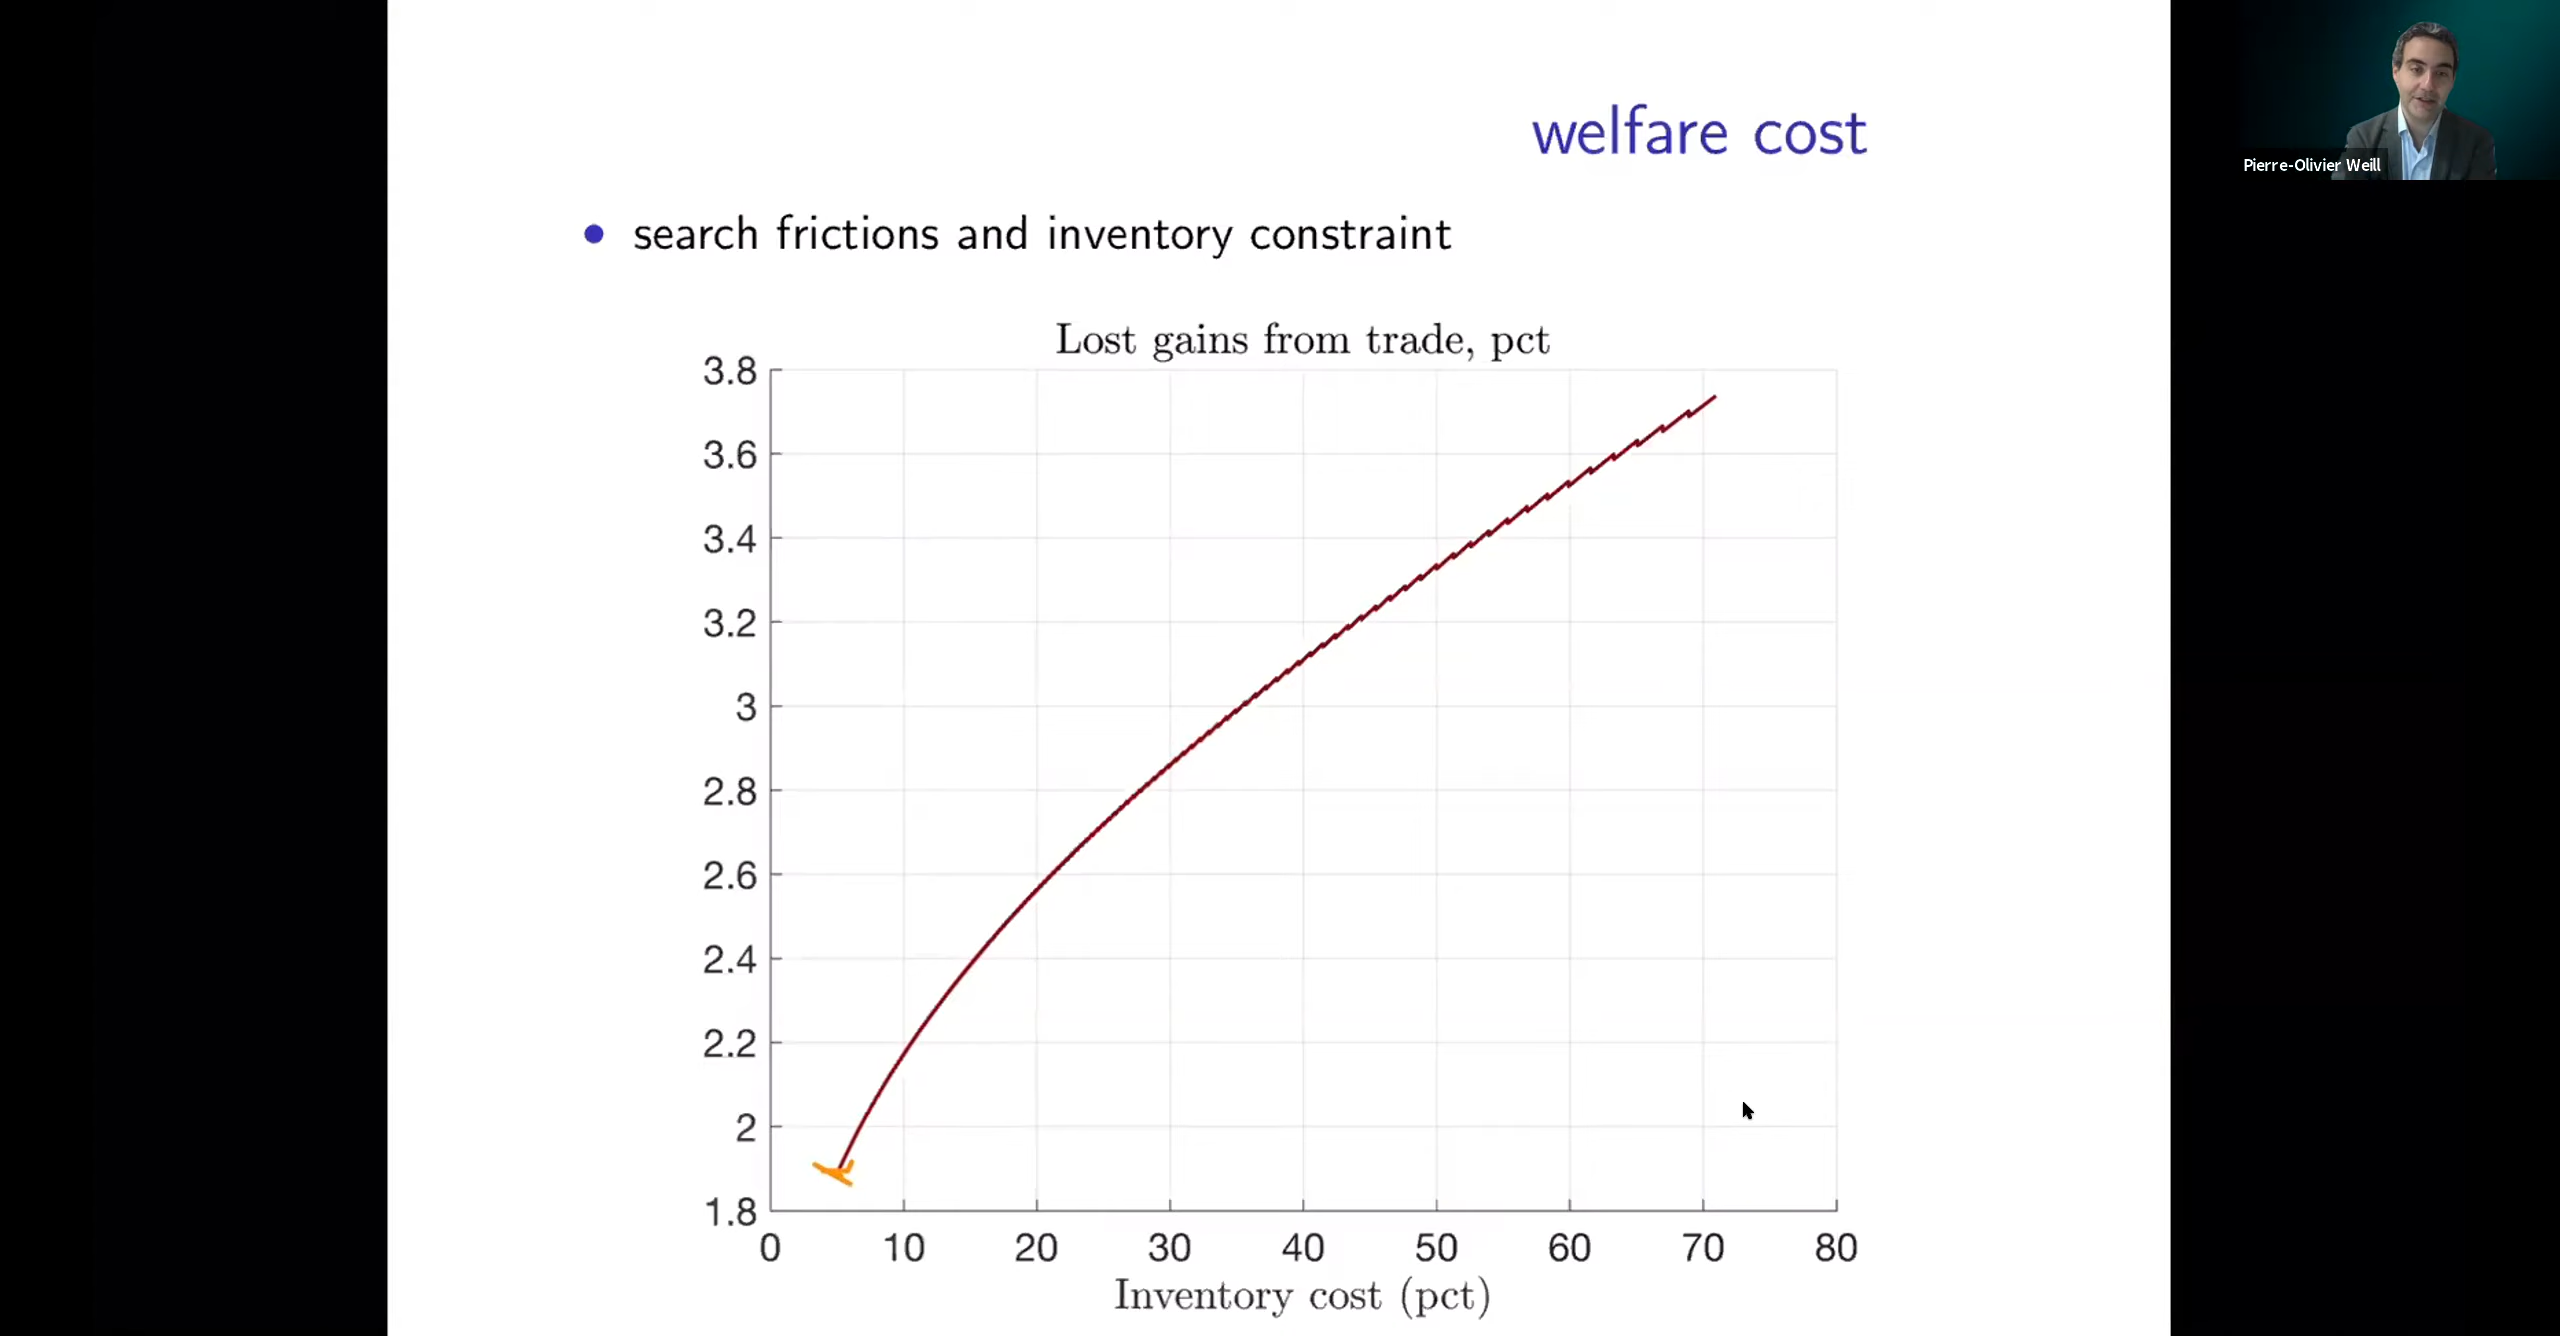 welfare cost
Pierre-Olivier Weill
search frictions and inventory constraint
Lost gains from trade, pct
3.8
3.6
3.4
3.2
3
2.8
2.6
2.4
2.2
2
1.8
0 10 20 30 40 50 60 70 80
Inventory cost (pct)